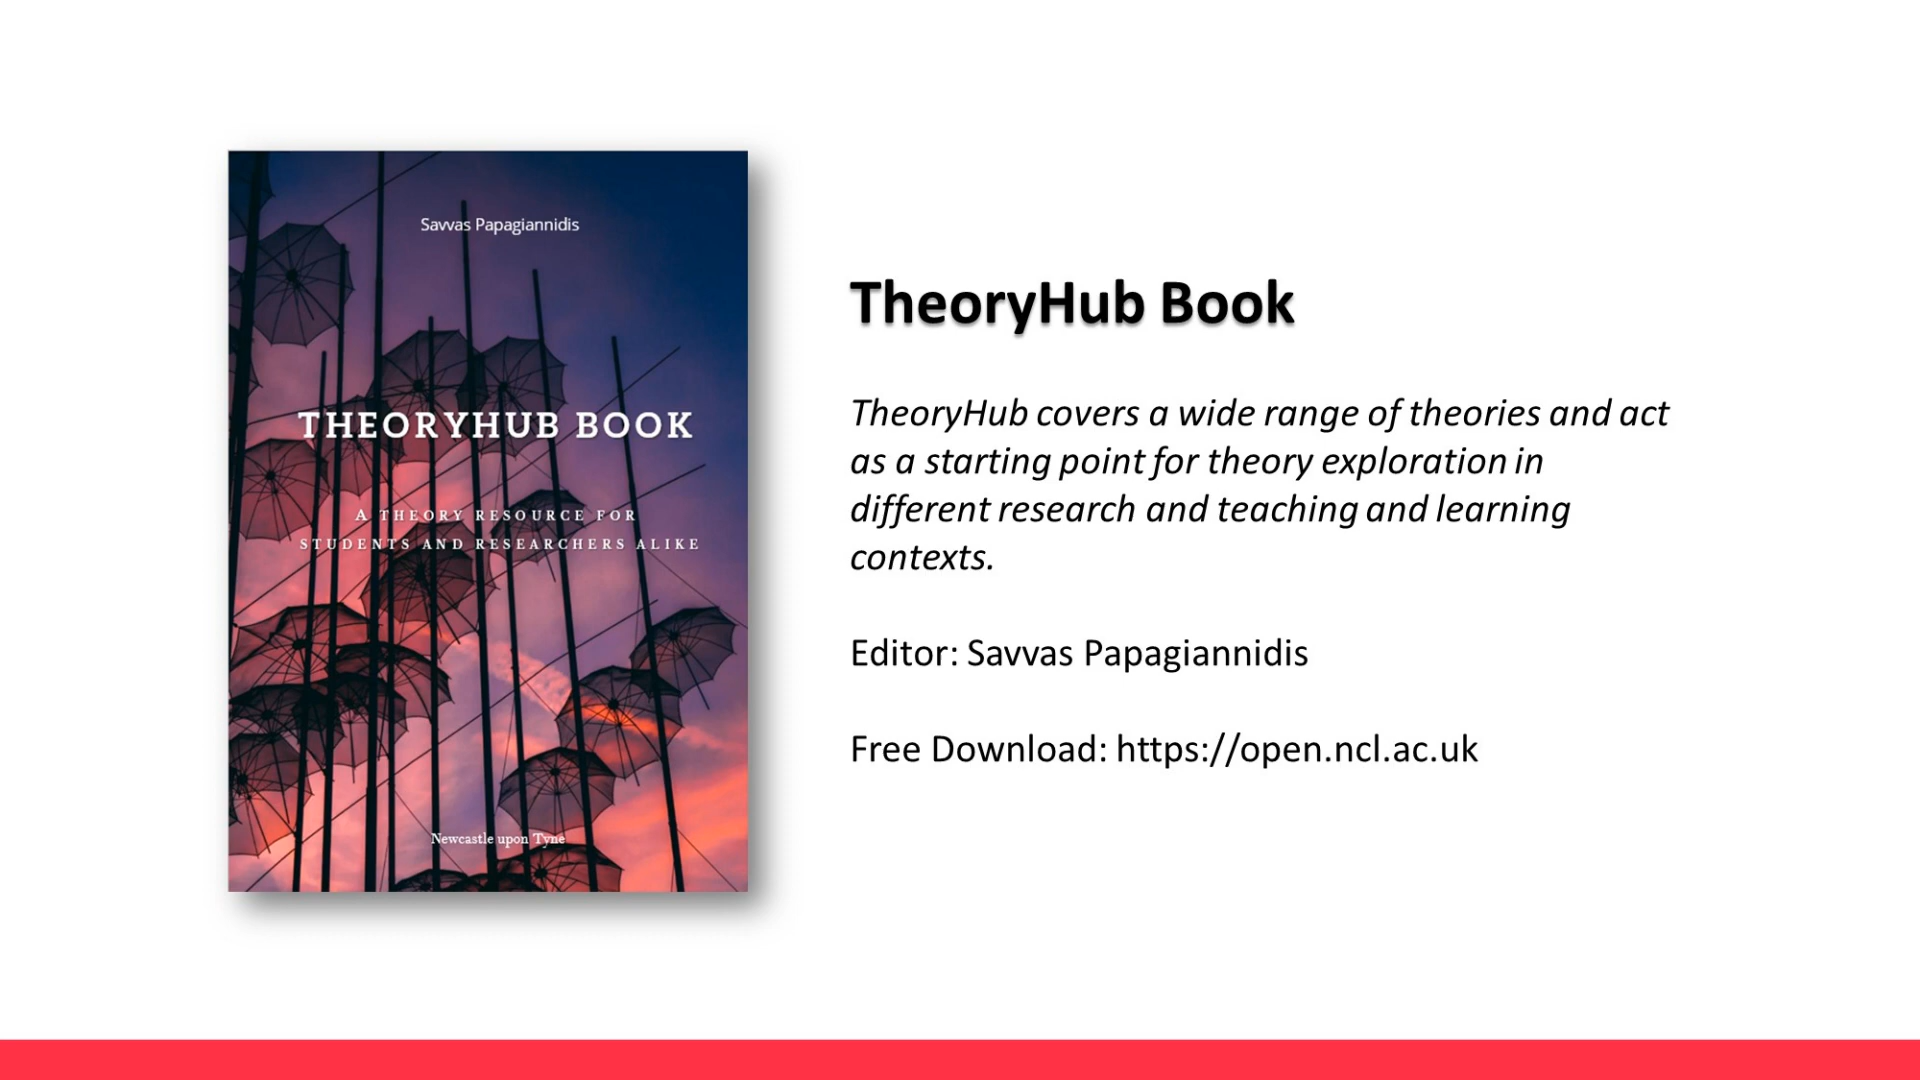 Savvas Papagiannidis
THEORYHUB BOOK
A THEORY RESOURCE FOR
STUDENTS AND RESEARCHERS ALIKE
Newcastle upon Tyne
TheoryHub Book
TheoryHub covers a wide range of theories and act
as a starting point for theory exploration in
different research and teaching and learning
contexts.
Editor: Savvas Papagiannidis
Free Download: https://open.ncl.ac.uk